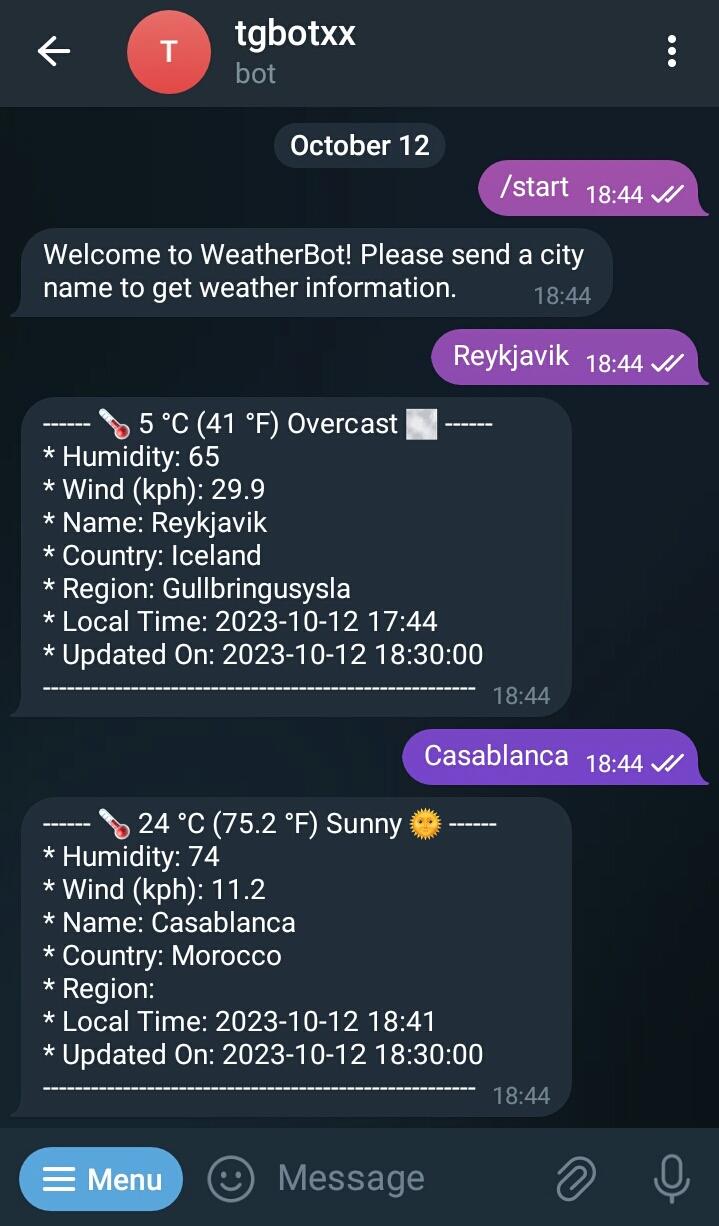 T
tgbotxx
bot
October 12
/start 18:44
Welcome to WeatherBot! Please send a city
name to get weather information. 18:44
Reykjavik 18:44
------ 🌡️ 5 °C (41 °F) Overcast ------
* Humidity: 65
* Wind (kph): 29.9
* Name: Reykjavik
* Country: Iceland
* Region: Gullbringusysla
* Local Time: 2023-10-12 17:44
* Updated On: 2023-10-12 18:30:00
------------------------------------------------------ 18:44
Casablanca 18:44
------ 🌡️ 24 °C (75.2 °F) Sunny 🌞 ------
* Humidity: 74
* Wind (kph): 11.2
* Name: Casablanca
* Country: Morocco
* Region:
* Local Time: 2023-10-12 18:41
* Updated On: 2023-10-12 18:30:00
------------------------------------------------------ 18:44
Menu
Message